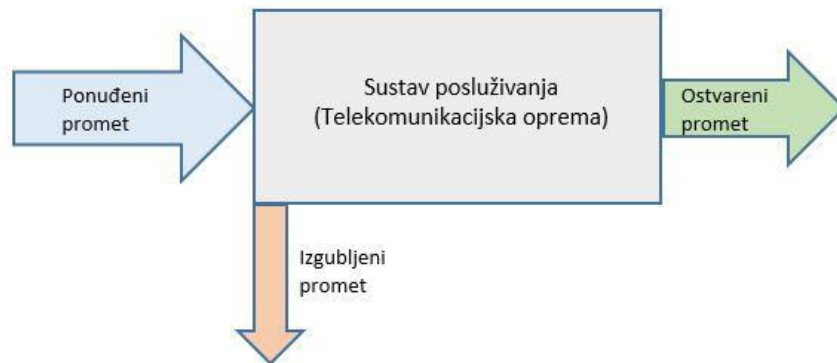 Ponuđeni
promet
Sustav posluživanja
(Telekomunikacijska oprema)
Ostvareni
promet
Izgubljeni
promet